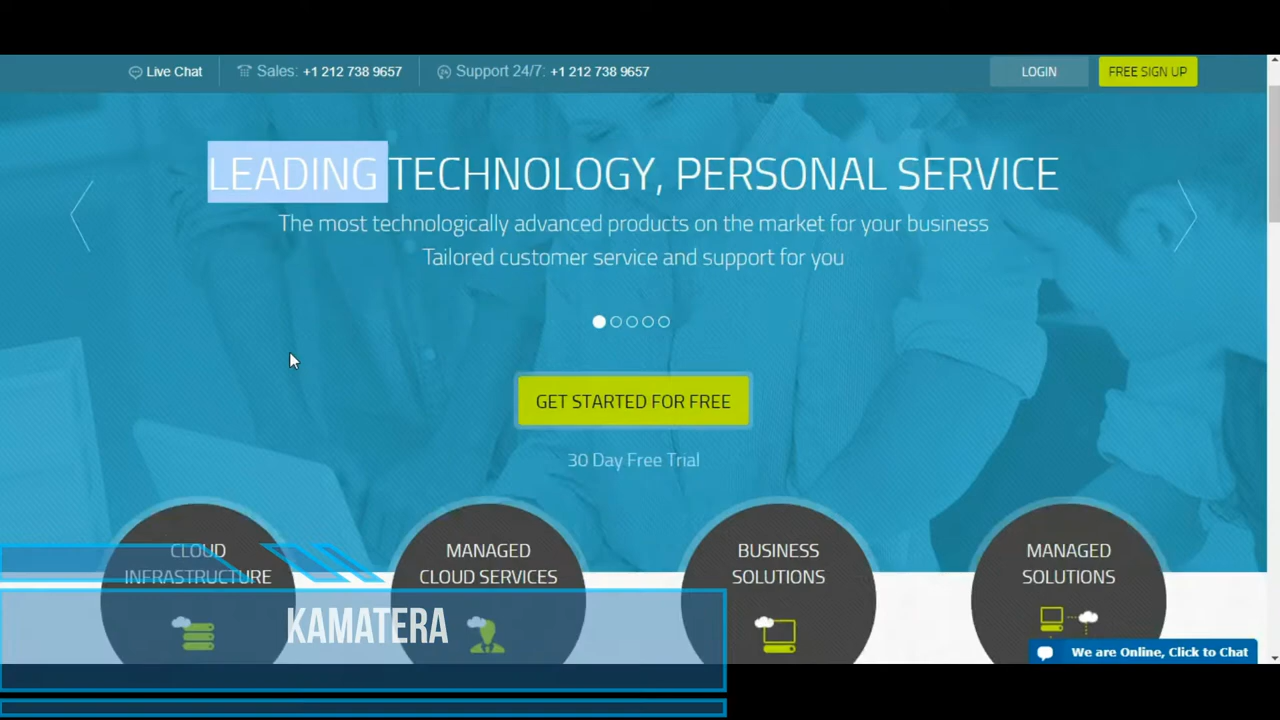 Live Chat
Sales: +1 212 738 9657
Support 24/7: +1 212 738 9657
LOGIN
FREE SIGN UP
LEADING TECHNOLOGY, PERSONAL SERVICE
The most technologically advanced products on the market for your business
Tailored customer service and support for you
GET STARTED FOR FREE
30 Day Free Trial
CLOUD
INFRASTRUCTURE
MANAGED
CLOUD SERVICES
BUSINESS
SOLUTIONS
MANAGED
SOLUTIONS
KAMATERA
We are Online, Click to Chat